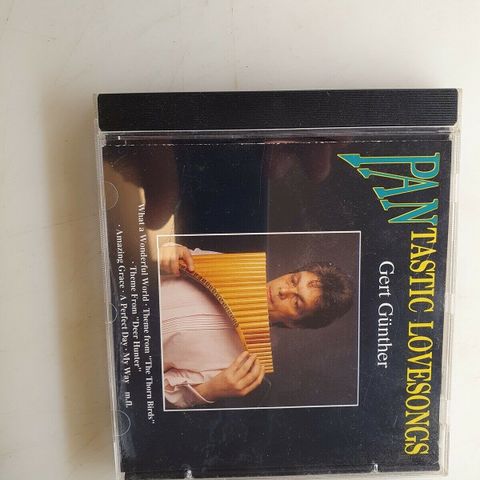 PANTASTIC LOVESONGS
Gert Günther
What a Wonderful World · Theme from "The Thorn Birds"
· Theme From "Deer Hunter"
· Amazing Grace · A Perfect Day · My Way m.fl.